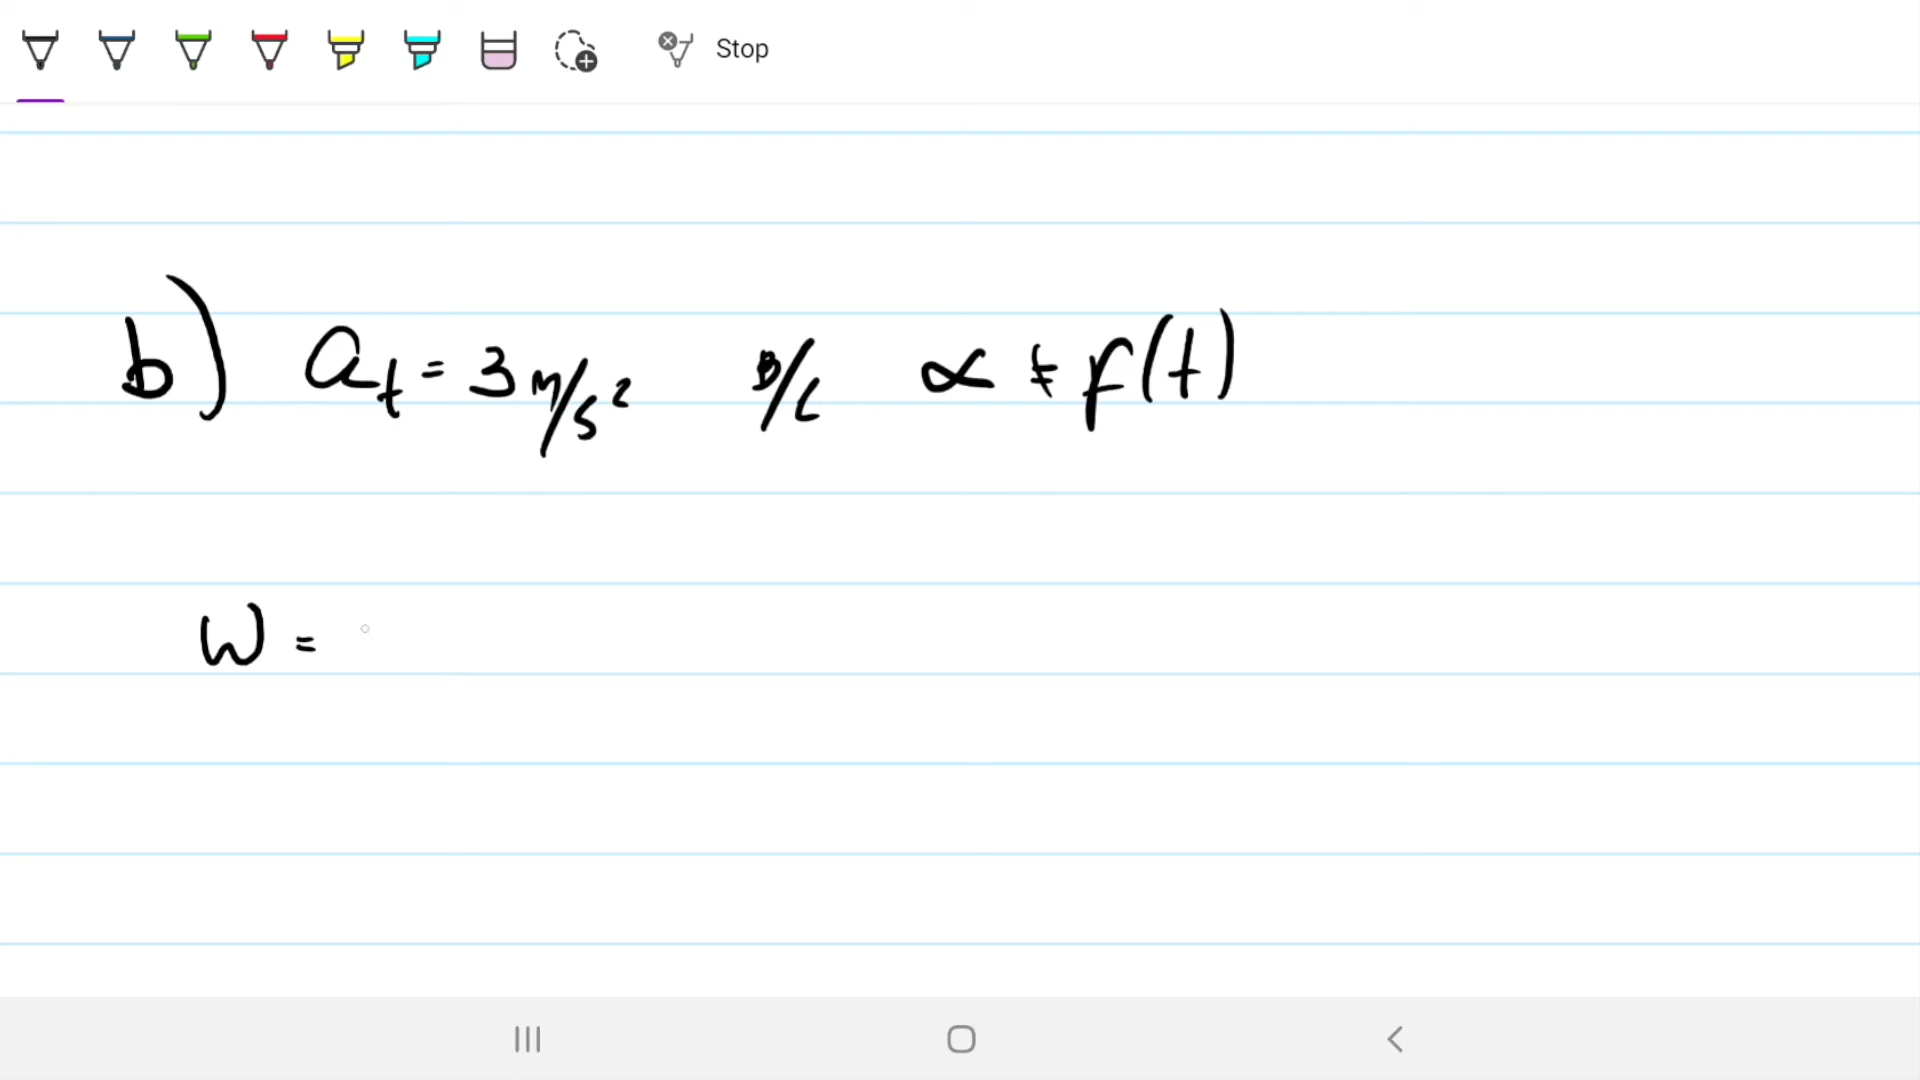 Stop
b) a_t = 3 m/s² B/C α ≠ f(t)
ω =